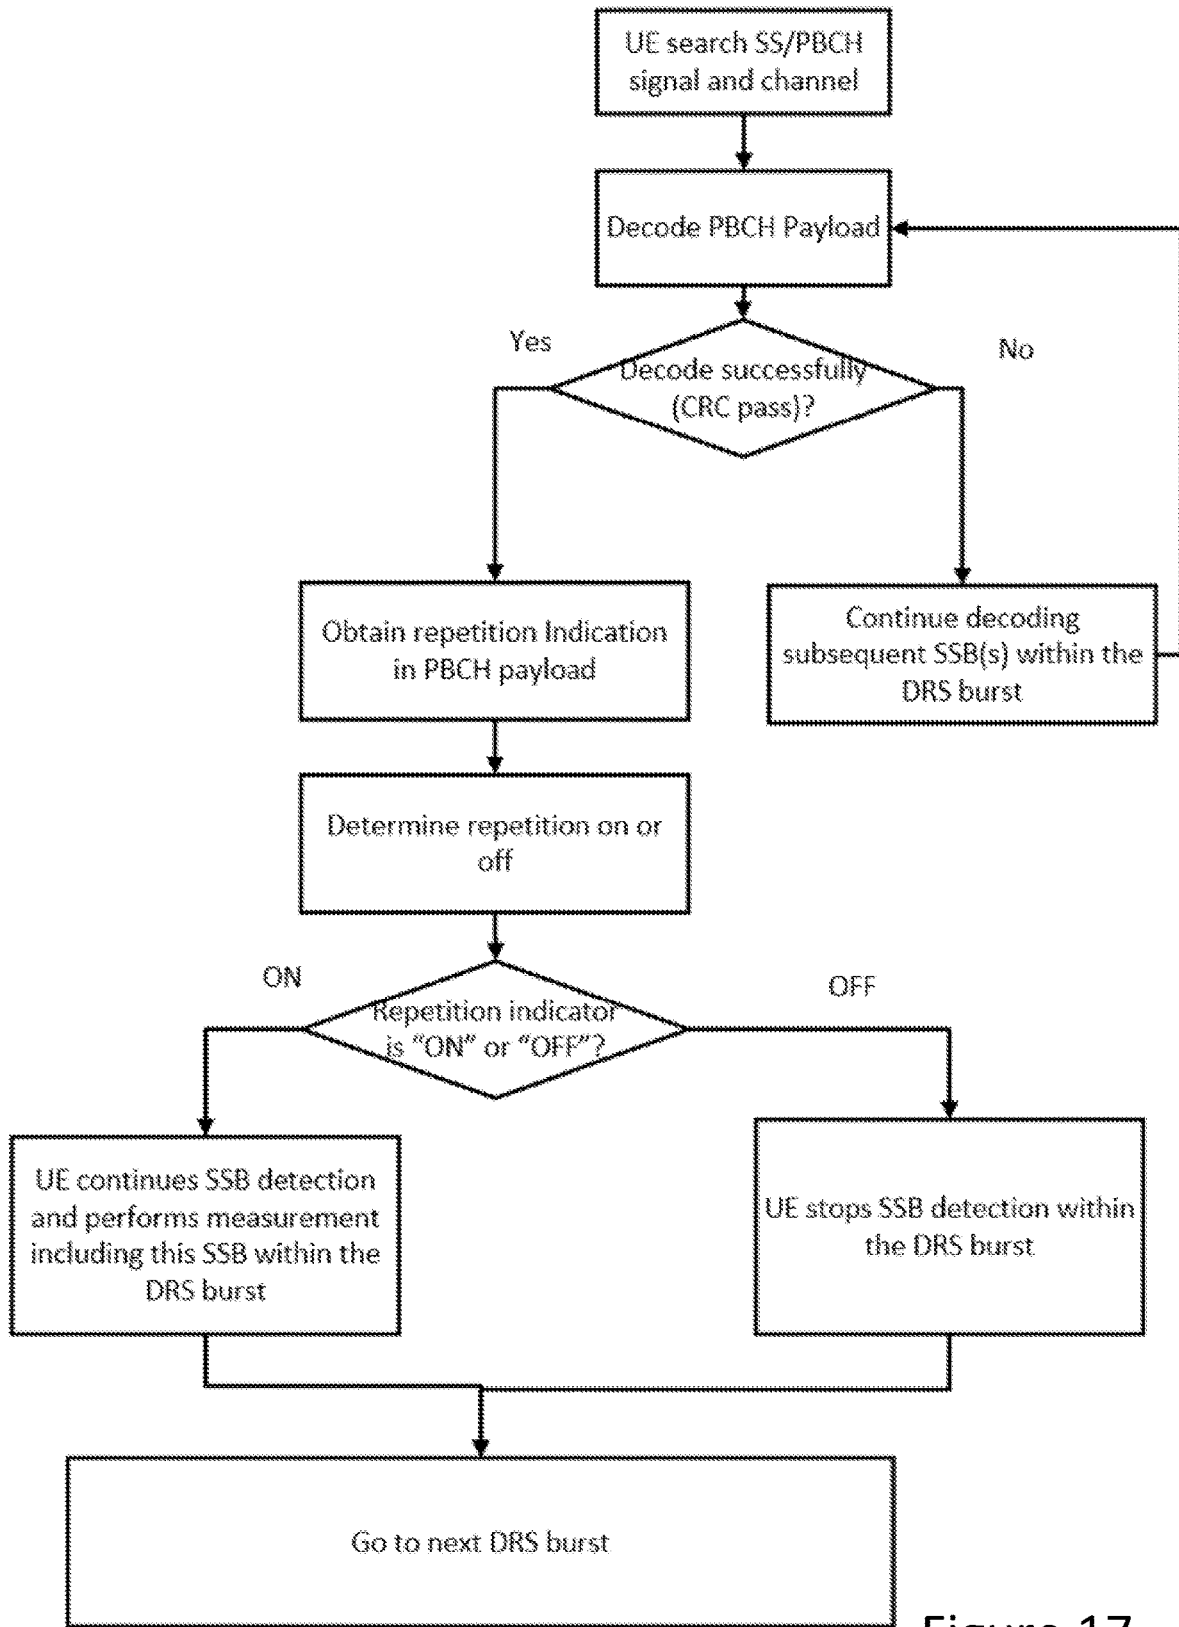 UE search SS/PBCH
signal and channel
Decode PBCH Payload
Yes
No
Decode successfully
(CRC pass)?
Obtain repetition Indication
in PBCH payload
Continue decoding
subsequent SSB(s) within the
DRS burst
Determine repetition on or
off
ON
OFF
Repetition indicator
is “ON” or “OFF”?
UE continues SSB detection
and performs measurement
including this SSB within the
DRS burst
UE stops SSB detection within
the DRS burst
Go to next DRS burst
Figure 17